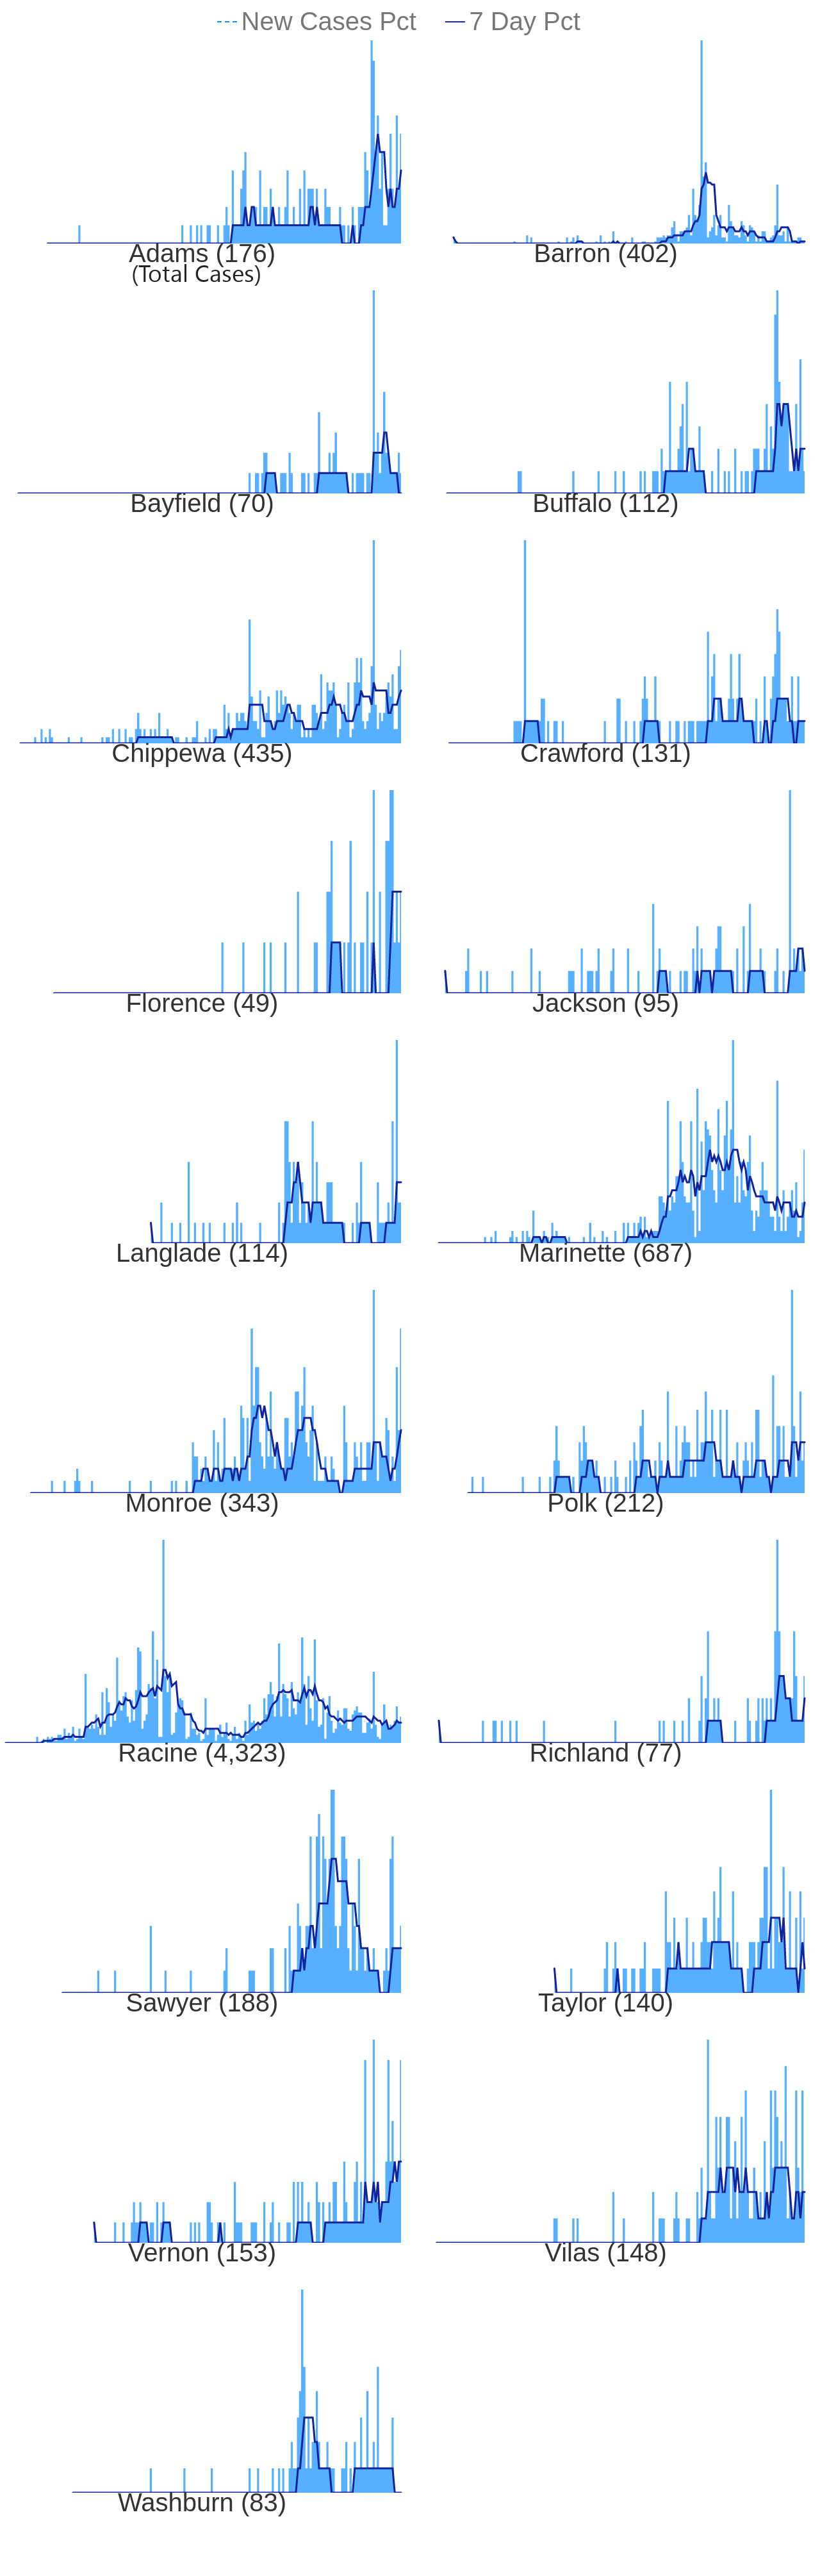 New Cases Pct 7 Day Pct
Adams (176) Barron (402)
(Total Cases)
Bayfield (70) Buffalo (112)
Chippewa (435) Crawford (131)
Florence (49) Jackson (95)
Langlade (114) Marinette (687)
Monroe (343) Polk (212)
Racine (4,323) Richland (77)
Sawyer (188) Taylor (140)
Vernon (153) Vilas (148)
Washburn (83)